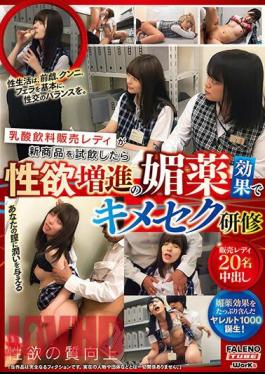 性生活は、前戯、クンニ、
フェラを基本に、
性交のバランスを。
乳酸飲料販売レディが
新商品を試飲したら
性欲増進の媚薬効果で
キメセク研修
あなたの膣に潤いを与える
販売レディ
20名
中出し
媚薬効果を
たっぷり含んだ
ヤレルト1000
誕生!
性欲の質向上
FALENO
TUBE
Work